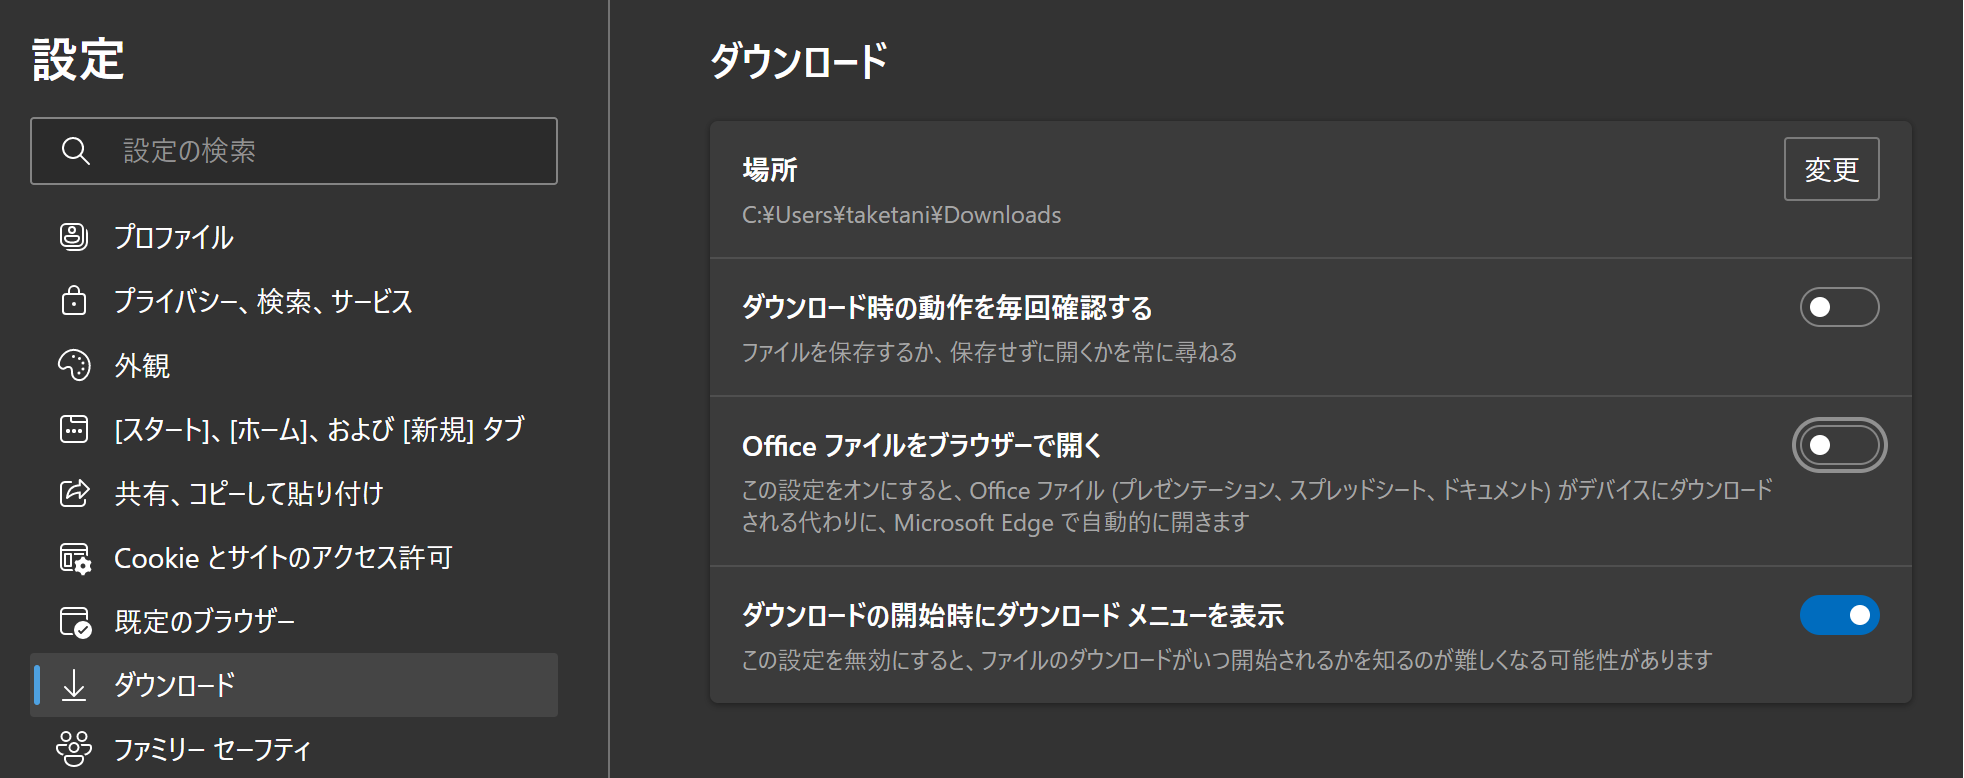 設定
設定の検索
プロファイル
プライバシー、検索、サービス
外観
[スタート]、[ホーム]、および [新規] タブ
共有、コピーして貼り付け
Cookie とサイトのアクセス許可
既定のブラウザー
ダウンロード
ファミリー セーフティ
ダウンロード
場所
C:¥Users¥taketani¥Downloads
変更
ダウンロード時の動作を毎回確認する
ファイルを保存するか、保存せずに開くかを常に尋ねる
Office ファイルをブラウザーで開く
この設定をオンにすると、Office ファイル (プレゼンテーション、スプレッドシート、ドキュメント) がデバイスにダウンロード
される代わりに、Microsoft Edge で自動的に開きます
ダウンロードの開始時にダウンロード メニューを表示
この設定を無効にすると、ファイルのダウンロードがいつ開始されるかを知るのが難しくなる可能性があります